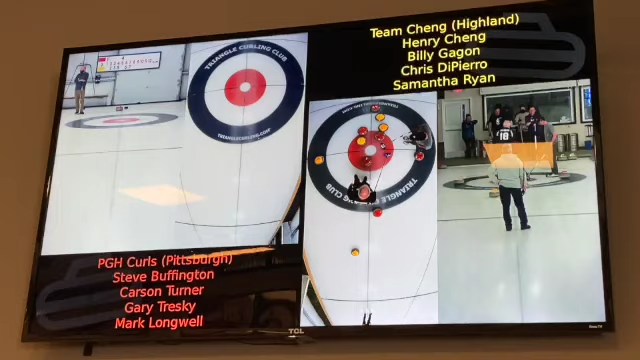 Team Cheng (Highland)
Henry Cheng
Billy Gagon
Chris DiPierro
Samantha Ryan
TRIANGLE CURLING CLUB
TRIANGLECURLING.COM
18
PGH Curls (Pittsburgh)
Steve Buffington
Carson Turner
Gary Tresky
Mark Longwell
TCL